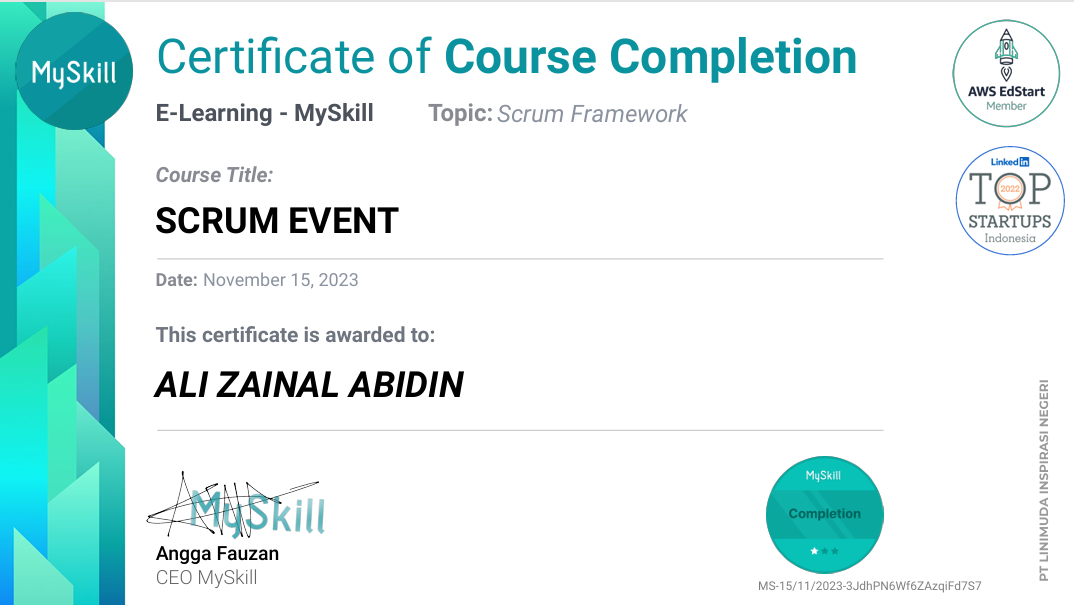 MySkill
Certificate of Course Completion
E-Learning - MySkill Topic: Scrum Framework
AWS EdStart
Member
Linked in
TOP
2022
STARTUPS
Indonesia
Course Title:
SCRUM EVENT
Date: November 15, 2023
This certificate is awarded to:
ALI ZAINAL ABIDIN
MySkill
Angga Fauzan
CEO MySkill
MySkill
Completion
MS-15/11/2023-3JdhPN6Wf6ZAzqiFd7S7
PT LINIMUDA INSPIRASI NEGERI